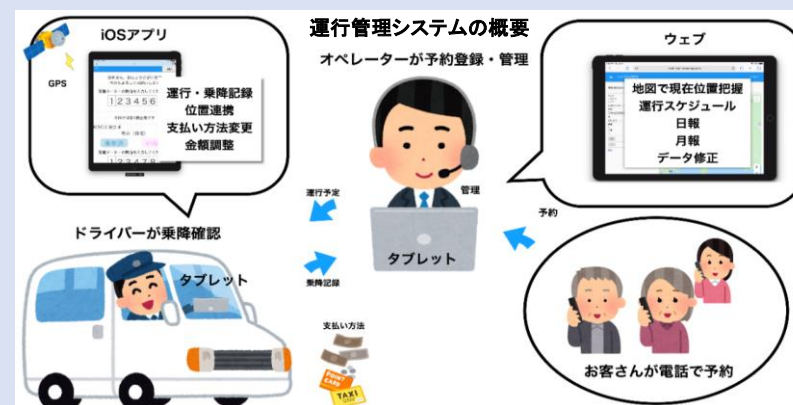 運行管理システムの概要
iOSアプリ
オペレーターが予約登録・管理
ウェブ
GPS
123456
運行・乗降記録
位置連携
支払い方法変更
金額調整
地図で現在位置把握
運行スケジュール
日報
月報
データ修正
管理
運行予定
予約
ドライバーが乗降確認
タブレット
タブレット
乗降記録
支払い方法
POINT
CARD
TAXI
お客さんが電話で予約